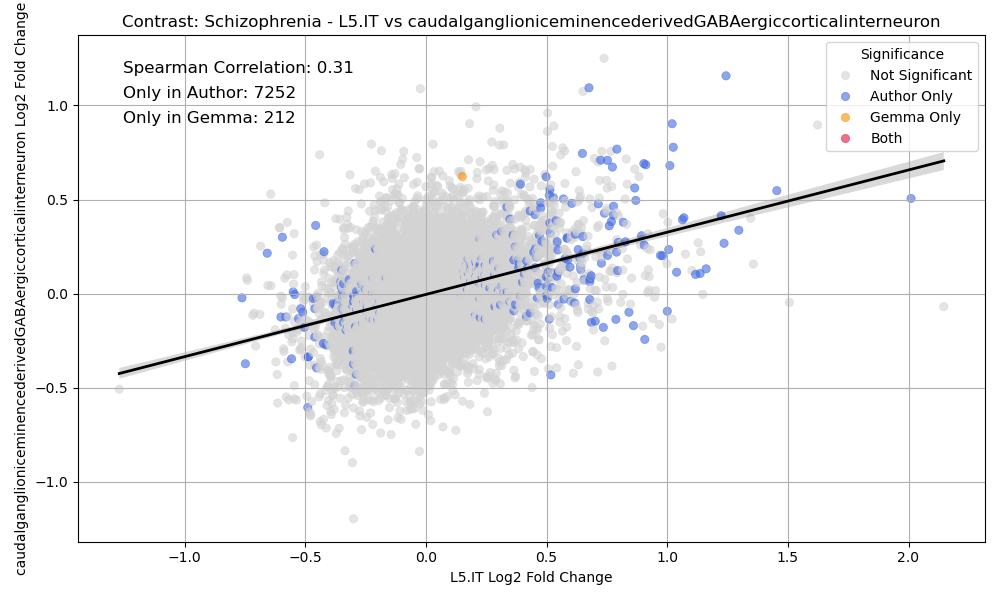 Contrast: Schizophrenia - L5.IT vs caudalganglioniceminencederivedGABAergiccorticalinterneuron
caudalganglioniceminencederivedGABAergiccorticalinterneuron Log2 Fold Change
Spearman Correlation: 0.31
Only in Author: 7252
Only in Gemma: 212
Significance
Not Significant
Author Only
Gemma Only
Both
1.0
0.5
0.0
−0.5
−1.0
−1.0 −0.5 0.0 0.5 1.0 1.5 2.0
L5.IT Log2 Fold Change